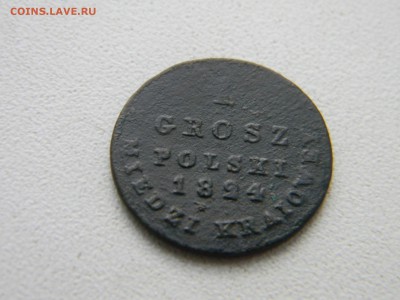 COINS.LAVE.RU
1
GROSZ
POLSKI
1824
MIEDZI KRAIOWEY